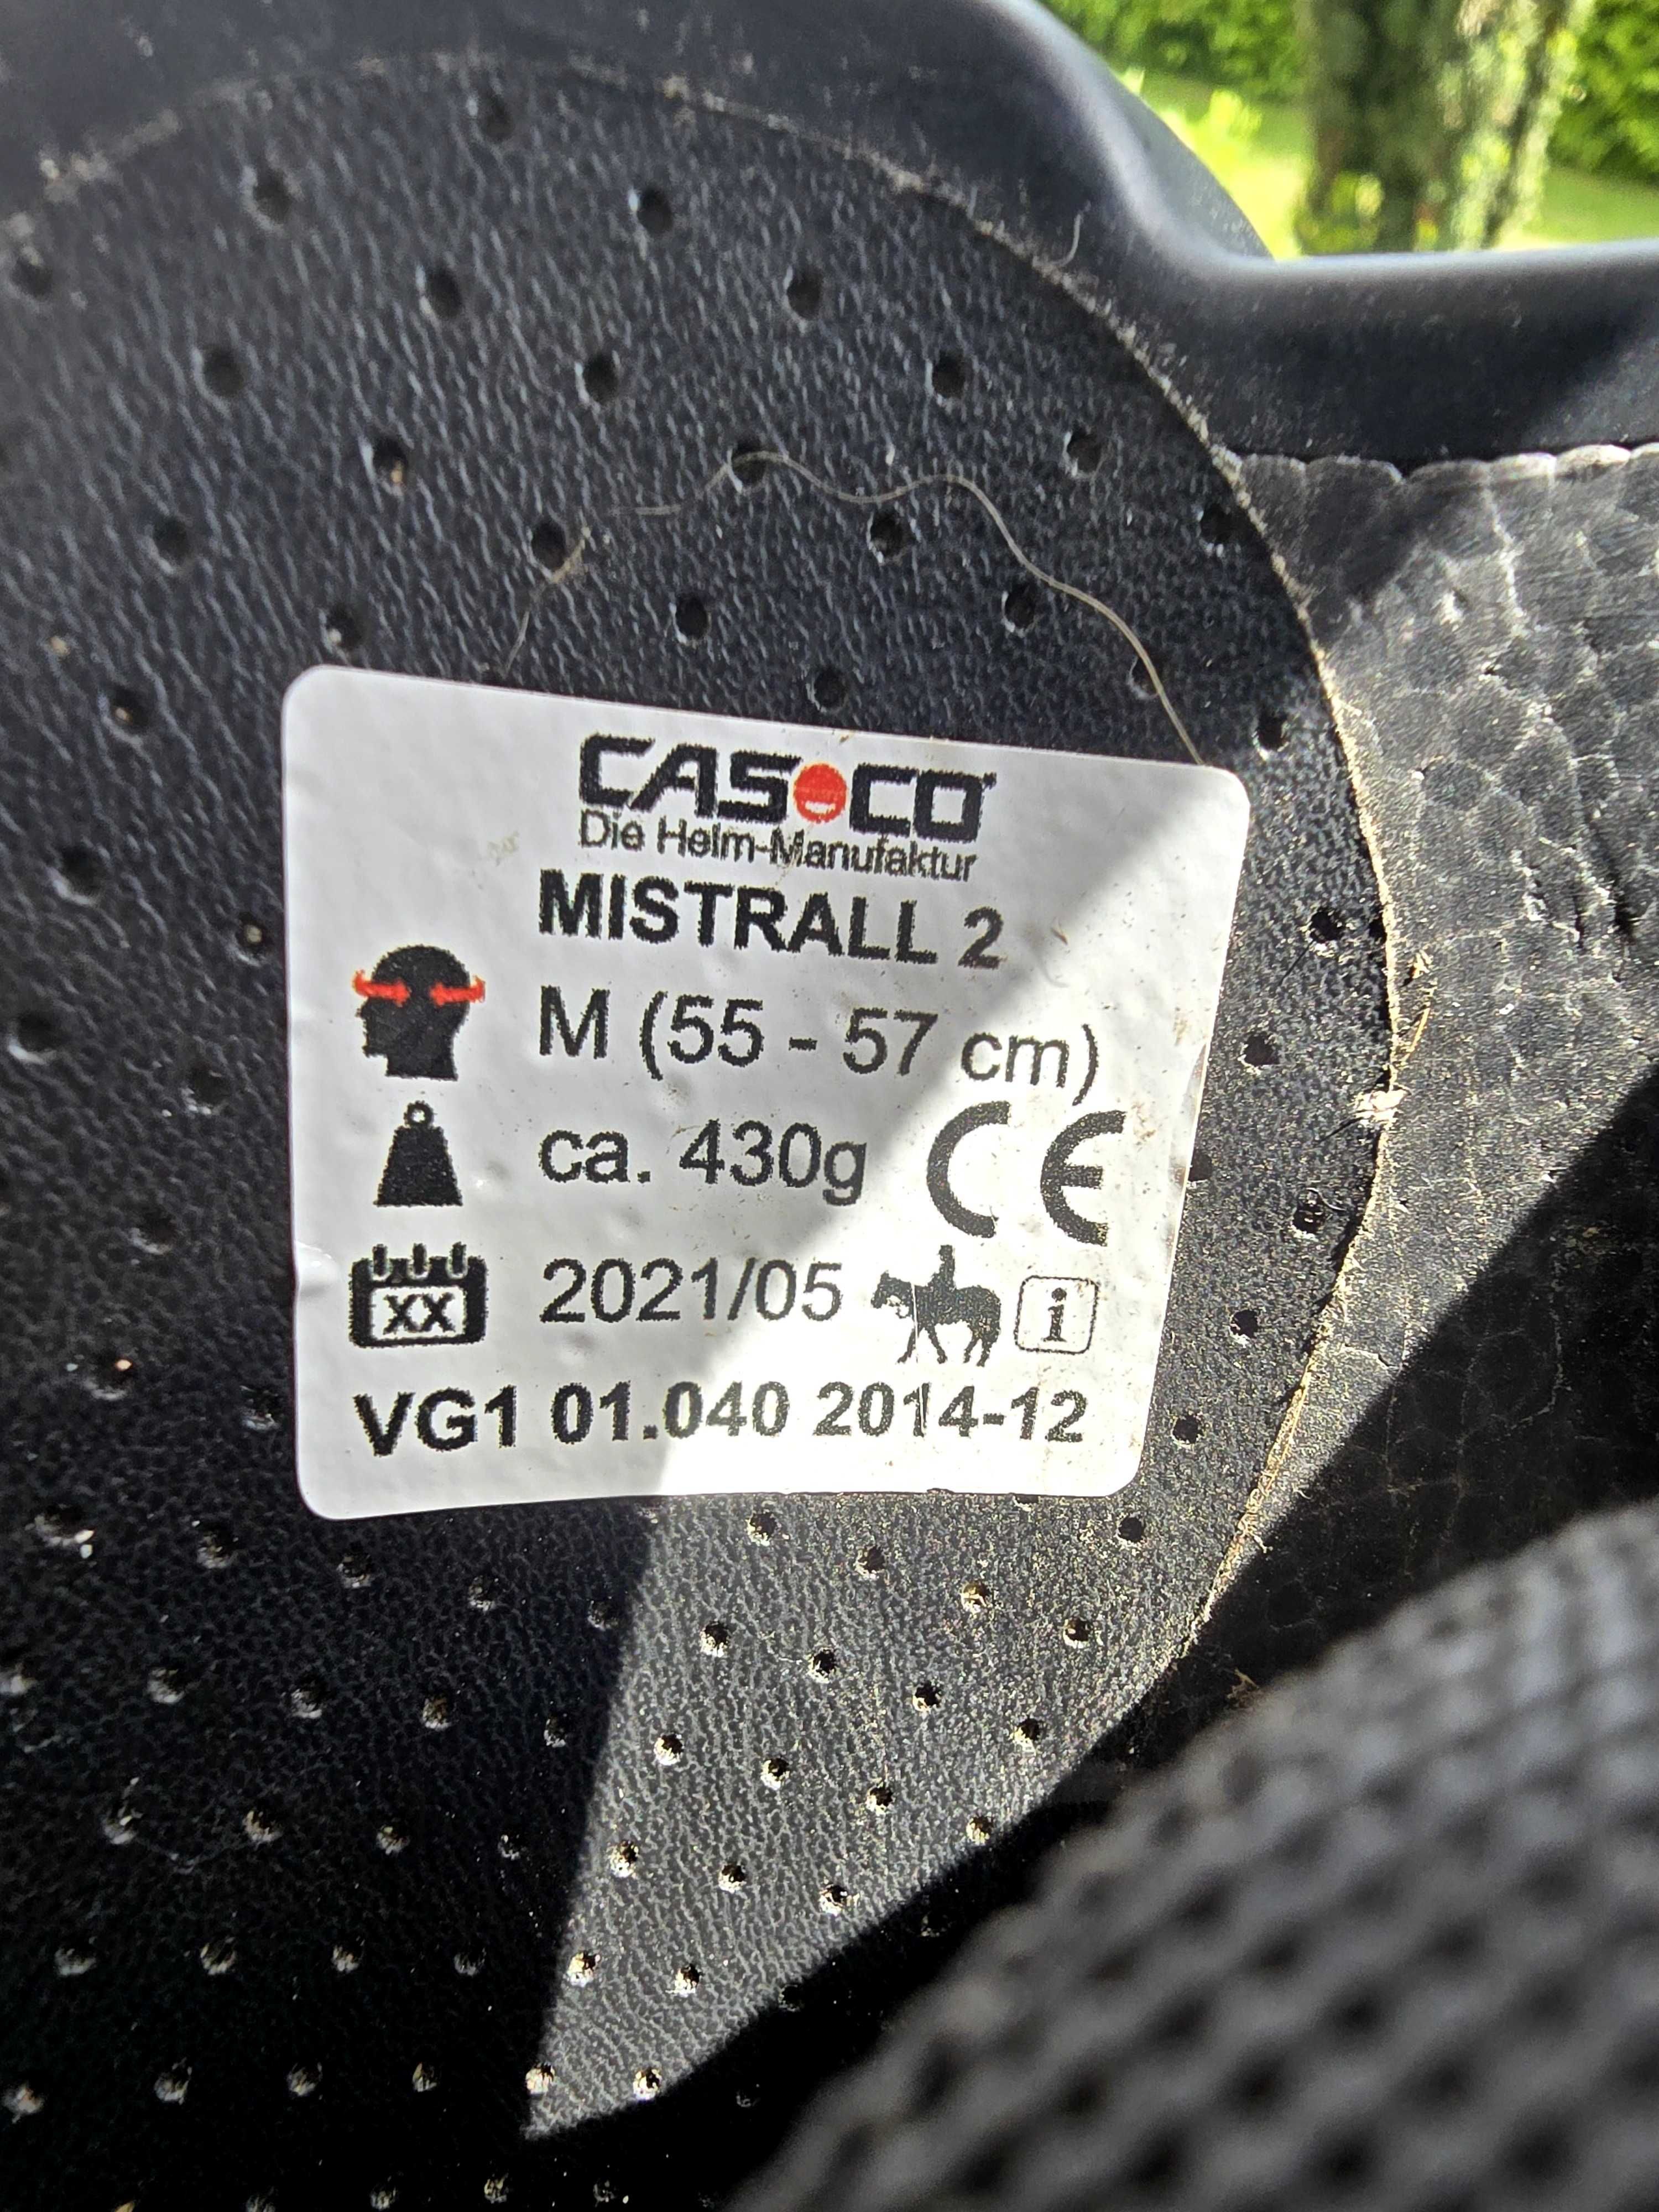 CASCO
Die Helm-Manufaktur
MISTRALL 2
M (55 - 57 cm)
ca. 430g CE
XX 2021/05 i
VG1 01.040 2014-12